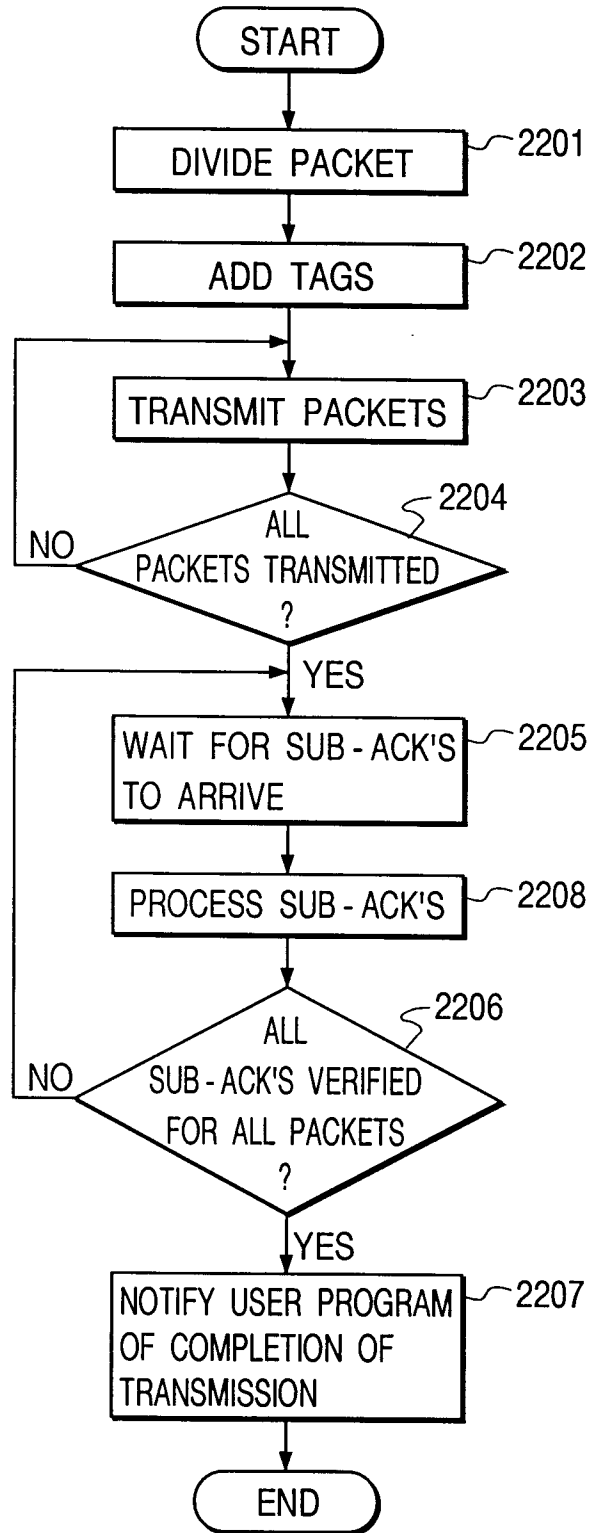 START
DIVIDE PACKET
2201
ADD TAGS
2202
TRANSMIT PACKETS
2203
ALL
PACKETS TRANSMITTED
?
2204
NO
YES
WAIT FOR SUB-ACK'S
TO ARRIVE
2205
PROCESS SUB-ACK'S
2208
ALL
SUB-ACK'S VERIFIED
FOR ALL PACKETS
?
2206
NO
YES
NOTIFY USER PROGRAM
OF COMPLETION OF
TRANSMISSION
2207
END